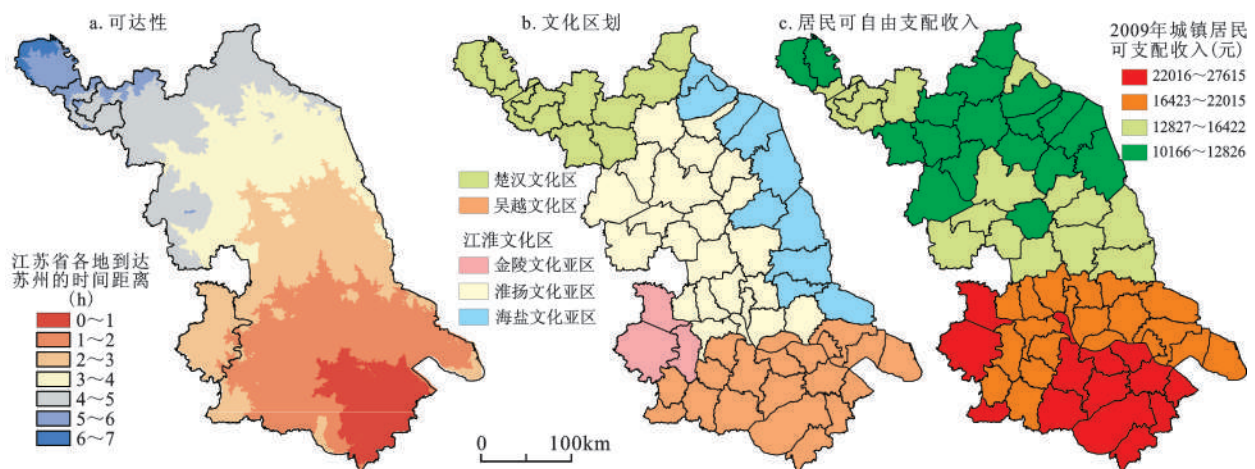 a. 可达性
b. 文化区划
c. 居民可自由支配收入
2009年城镇居民
可支配收入(元)
22016～27615
16423～22015
12827～16422
10166～12826
楚汉文化区
吴越文化区
江淮文化区
金陵文化亚区
淮扬文化亚区
海盐文化亚区
江苏省各地到达
苏州的时间距离
(h)
0～1
1～2
2～3
3～4
4～5
5～6
6～7
0 100km